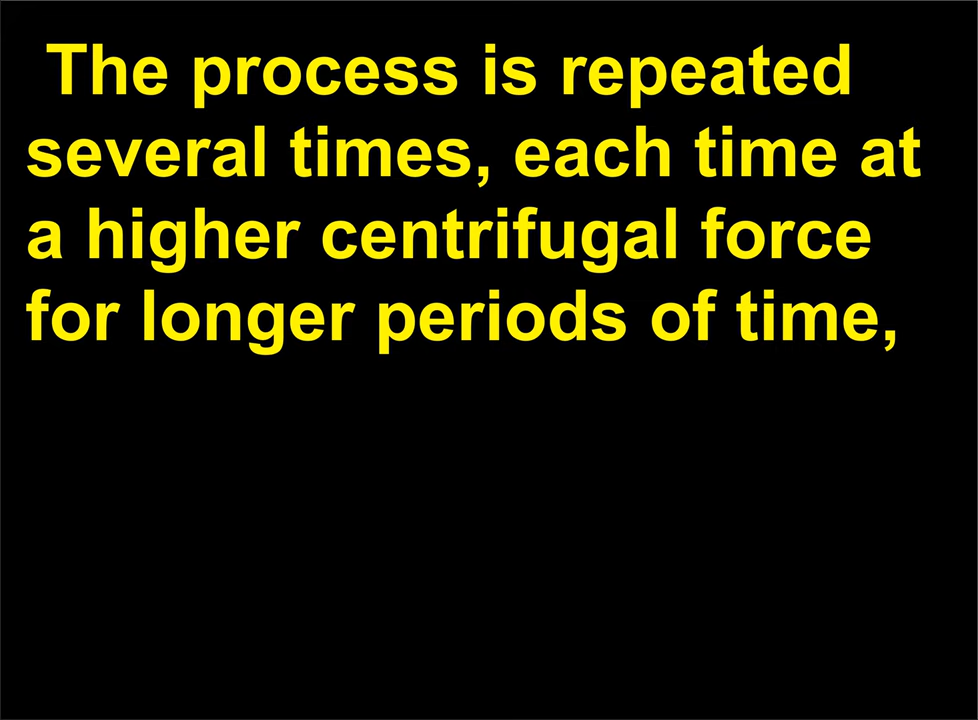 The process is repeated
several times, each time at
a higher centrifugal force
for longer periods of time,